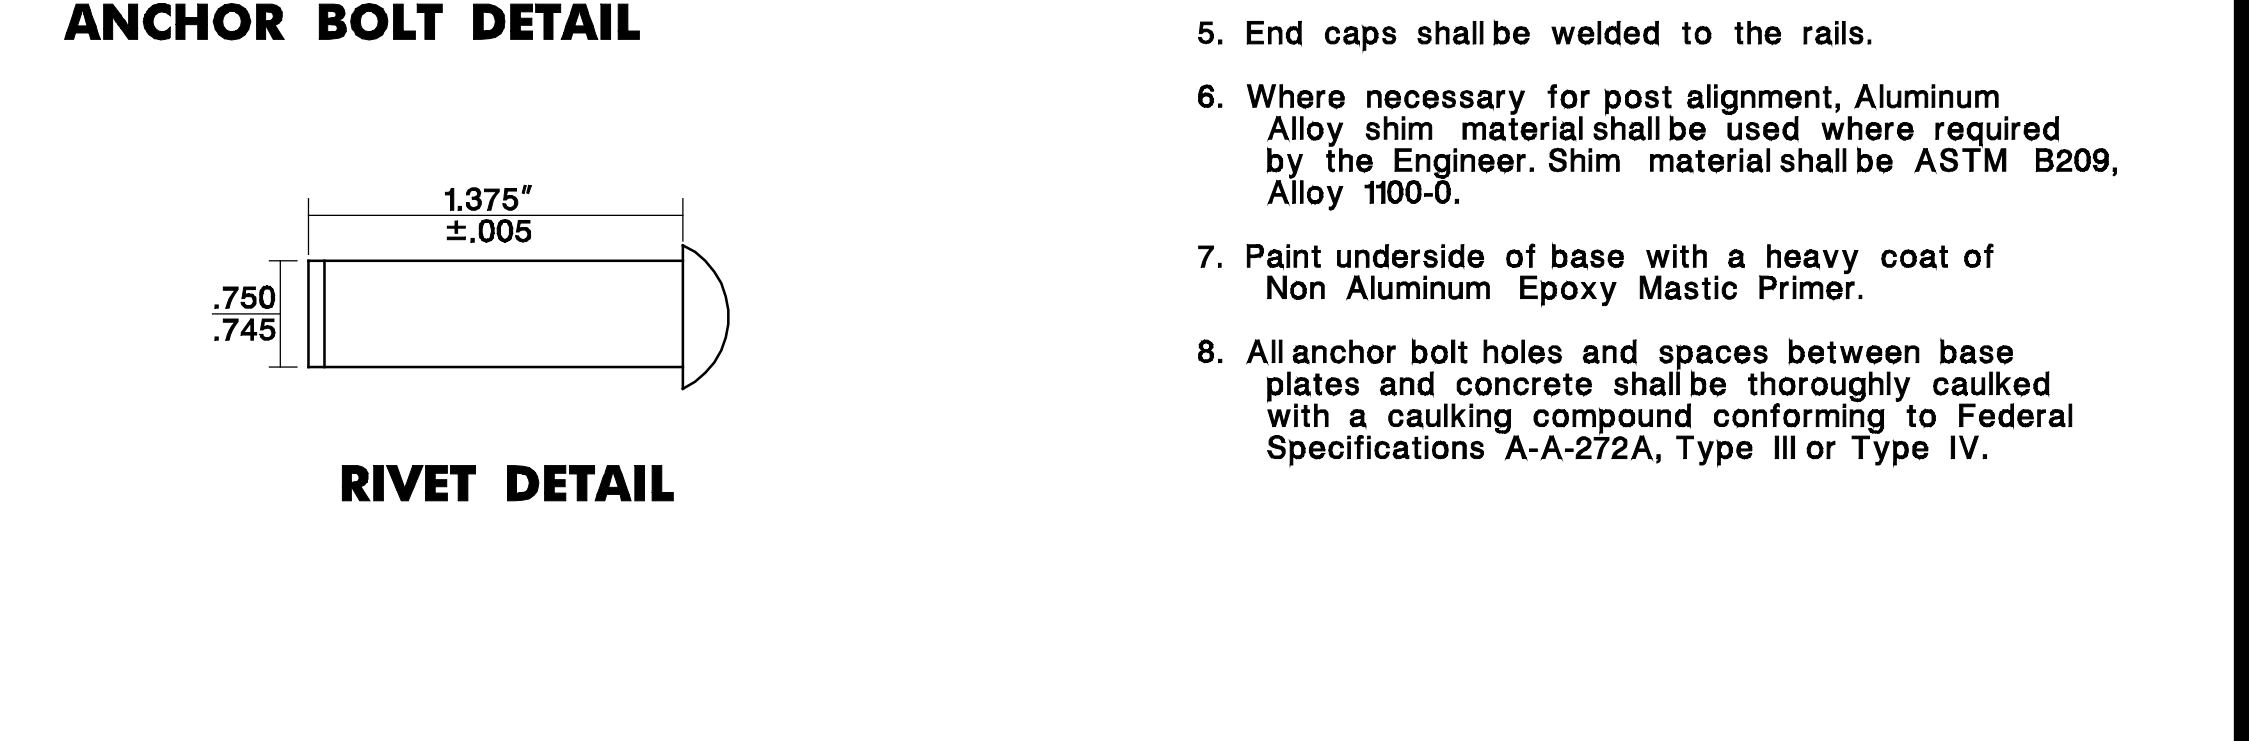 ANCHOR BOLT DETAIL
1.375"
±.005
.750
.745
RIVET DETAIL
5. End caps shall be welded to the rails.
6. Where necessary for post alignment, Aluminum
Alloy shim material shall be used where required
by the Engineer. Shim material shall be ASTM B209,
Alloy 1100-0.
7. Paint underside of base with a heavy coat of
Non Aluminum Epoxy Mastic Primer.
8. All anchor bolt holes and spaces between base
plates and concrete shall be thoroughly caulked
with a caulking compound conforming to Federal
Specifications A-A-272A, Type III or Type IV.